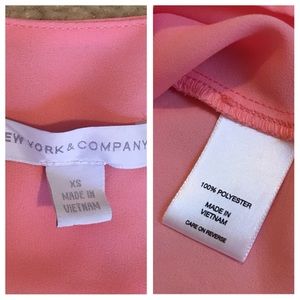 EW YORK & COMPANY
XS
MADE IN
VIETNAM
100% POLYESTER
MADE IN
VIETNAM
CARE ON REVERSE